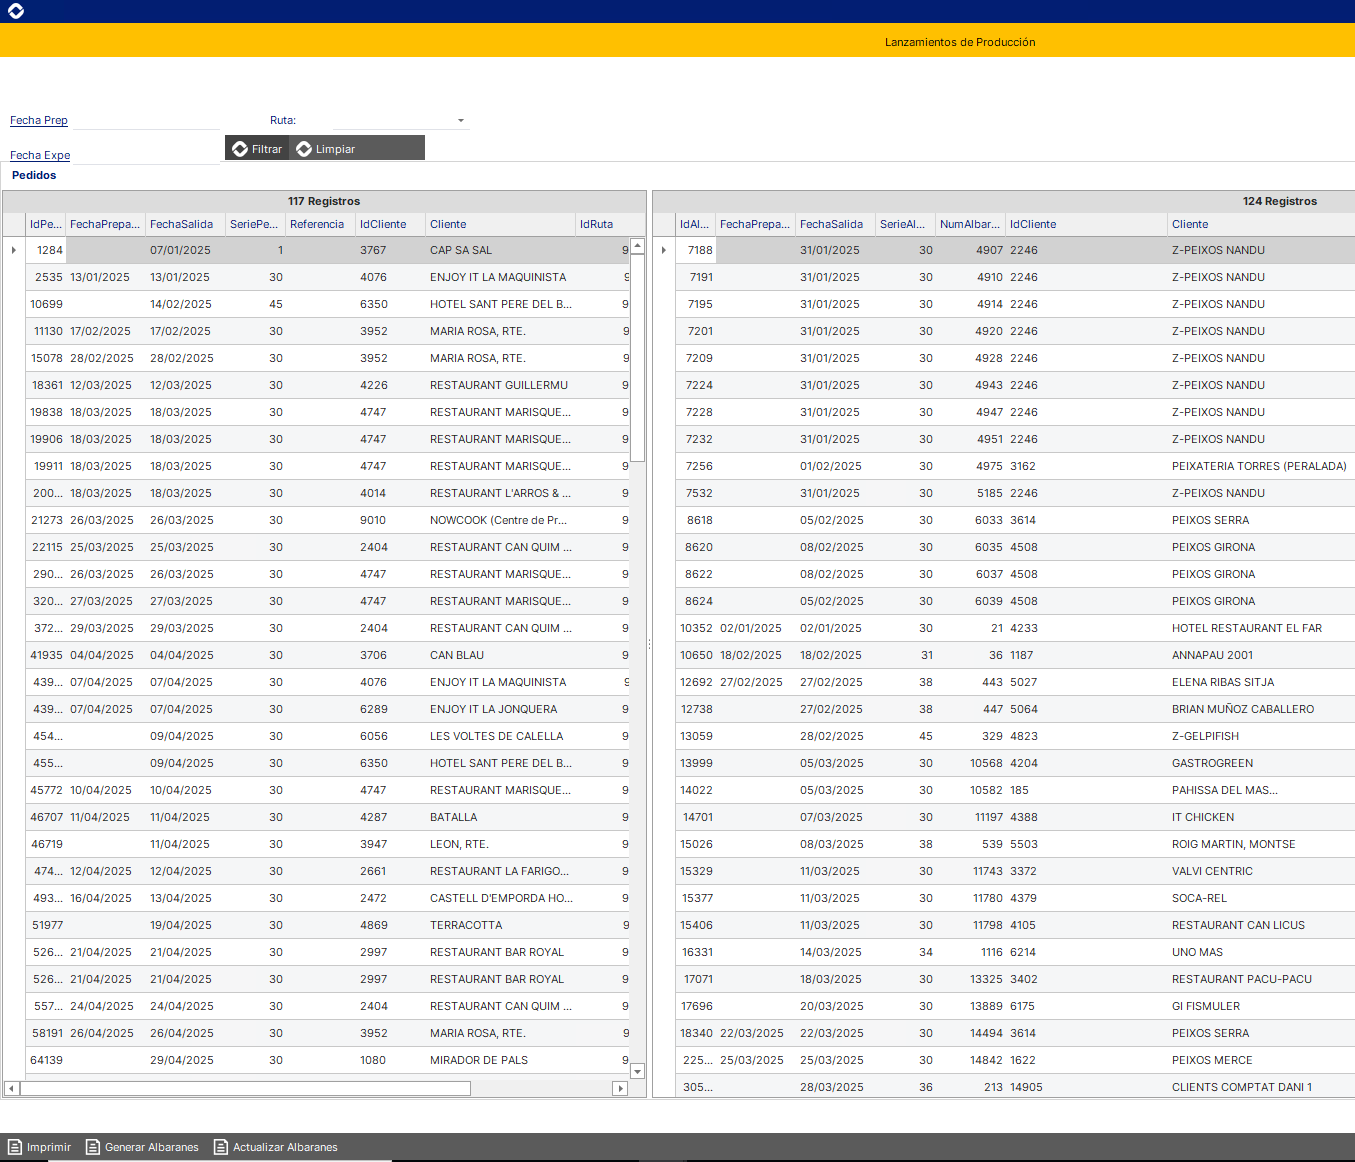 Lanzamientos de Producción
Fecha Prep
Ruta:
Filtrar
Limpiar
Fecha Expe
Pedidos
117 Registros
IdPe... FechaPrepa... FechaSalida SeriePe... Referencia IdCliente Cliente IdRuta
1284 07/01/2025 1 3767 CAP SA SAL 9
2535 13/01/2025 13/01/2025 30 4076 ENJOY IT LA MAQUINISTA 9
10699 14/02/2025 45 6350 HOTEL SANT PERE DEL B... 9
11130 17/02/2025 17/02/2025 30 3952 MARIA ROSA, RTE. 9
15078 28/02/2025 28/02/2025 30 3952 MARIA ROSA, RTE. 9
18361 12/03/2025 12/03/2025 30 4226 RESTAURANT GUILLERMU 9
19838 18/03/2025 18/03/2025 30 4747 RESTAURANT MARISQUE... 9
19906 18/03/2025 18/03/2025 30 4747 RESTAURANT MARISQUE... 9
19911 18/03/2025 18/03/2025 30 4747 RESTAURANT MARISQUE... 9
200... 18/03/2025 18/03/2025 30 4014 RESTAURANT L'ARROS & ... 9
21273 26/03/2025 26/03/2025 30 9010 NOWCOOK (Centre de Pr... 9
22115 25/03/2025 25/03/2025 30 2404 RESTAURANT CAN QUIM ... 9
290... 26/03/2025 26/03/2025 30 4747 RESTAURANT MARISQUE... 9
320... 27/03/2025 27/03/2025 30 4747 RESTAURANT MARISQUE... 9
372... 29/03/2025 29/03/2025 30 2404 RESTAURANT CAN QUIM ... 9
41935 04/04/2025 04/04/2025 30 3706 CAN BLAU 9
439... 07/04/2025 07/04/2025 30 4076 ENJOY IT LA MAQUINISTA 9
439... 07/04/2025 07/04/2025 30 6289 ENJOY IT LA JONQUERA 9
454... 09/04/2025 30 6056 LES VOLTES DE CALELLA 9
455... 09/04/2025 30 6350 HOTEL SANT PERE DEL B... 9
45772 10/04/2025 10/04/2025 30 4747 RESTAURANT MARISQUE... 9
46707 11/04/2025 11/04/2025 30 4287 BATALLA 9
46719 11/04/2025 30 3947 LEON, RTE. 9
474... 12/04/2025 12/04/2025 30 2661 RESTAURANT LA FARIGO... 9
493... 16/04/2025 13/04/2025 30 2472 CASTELL D'EMPORDA HO... 9
51977 19/04/2025 30 4869 TERRACOTTA 9
526... 21/04/2025 21/04/2025 30 2997 RESTAURANT BAR ROYAL 9
526... 21/04/2025 21/04/2025 30 2997 RESTAURANT BAR ROYAL 9
557... 24/04/2025 24/04/2025 30 2404 RESTAURANT CAN QUIM ... 9
58191 26/04/2025 26/04/2025 30 3952 MARIA ROSA, RTE. 9
64139 29/04/2025 30 1080 MIRADOR DE PALS 9
124 Registros
IdAl... FechaPrepa... FechaSalida SerieAl... NumAlbar... IdCliente Cliente
7188 31/01/2025 30 4907 2246 Z-PEIXOS NANDU
7191 31/01/2025 30 4910 2246 Z-PEIXOS NANDU
7195 31/01/2025 30 4914 2246 Z-PEIXOS NANDU
7201 31/01/2025 30 4920 2246 Z-PEIXOS NANDU
7209 31/01/2025 30 4928 2246 Z-PEIXOS NANDU
7224 31/01/2025 30 4943 2246 Z-PEIXOS NANDU
7228 31/01/2025 30 4947 2246 Z-PEIXOS NANDU
7232 31/01/2025 30 4951 2246 Z-PEIXOS NANDU
7256 01/02/2025 30 4975 3162 PEIXATERIA TORRES (PERALADA)
7532 31/01/2025 30 5185 2246 Z-PEIXOS NANDU
8618 05/02/2025 30 6033 3614 PEIXOS SERRA
8620 08/02/2025 30 6035 4508 PEIXOS GIRONA
8622 08/02/2025 30 6037 4508 PEIXOS GIRONA
8624 05/02/2025 30 6039 4508 PEIXOS GIRONA
10352 02/01/2025 02/01/2025 30 21 4233 HOTEL RESTAURANT EL FAR
10650 18/02/2025 18/02/2025 31 36 1187 ANNAPAU 2001
12692 27/02/2025 27/02/2025 38 443 5027 ELENA RIBAS SITJA
12738 27/02/2025 38 447 5064 BRIAN MUÑOZ CABALLERO
13059 28/02/2025 45 329 4823 Z-GELPIFISH
13999 05/03/2025 30 10568 4204 GASTROGREEN
14022 05/03/2025 30 10582 185 PAHISSA DEL MAS...
14701 07/03/2025 30 11197 4388 IT CHICKEN
15026 08/03/2025 38 539 5503 ROIG MARTIN, MONTSE
15329 11/03/2025 30 11743 3372 VALVI CENTRIC
15377 11/03/2025 30 11780 4379 SOCA-REL
15406 11/03/2025 30 11798 4105 RESTAURANT CAN LICUS
16331 14/03/2025 34 1116 6214 UNO MAS
17071 18/03/2025 30 13325 3402 RESTAURANT PACU-PACU
17696 20/03/2025 30 13889 6175 GI FISMULER
18340 22/03/2025 22/03/2025 30 14494 3614 PEIXOS SERRA
225... 25/03/2025 25/03/2025 30 14842 1622 PEIXOS MERCE
305... 28/03/2025 36 213 14905 CLIENTS COMPTAT DANI 1
Imprimir
Generar Albaranes
Actualizar Albaranes